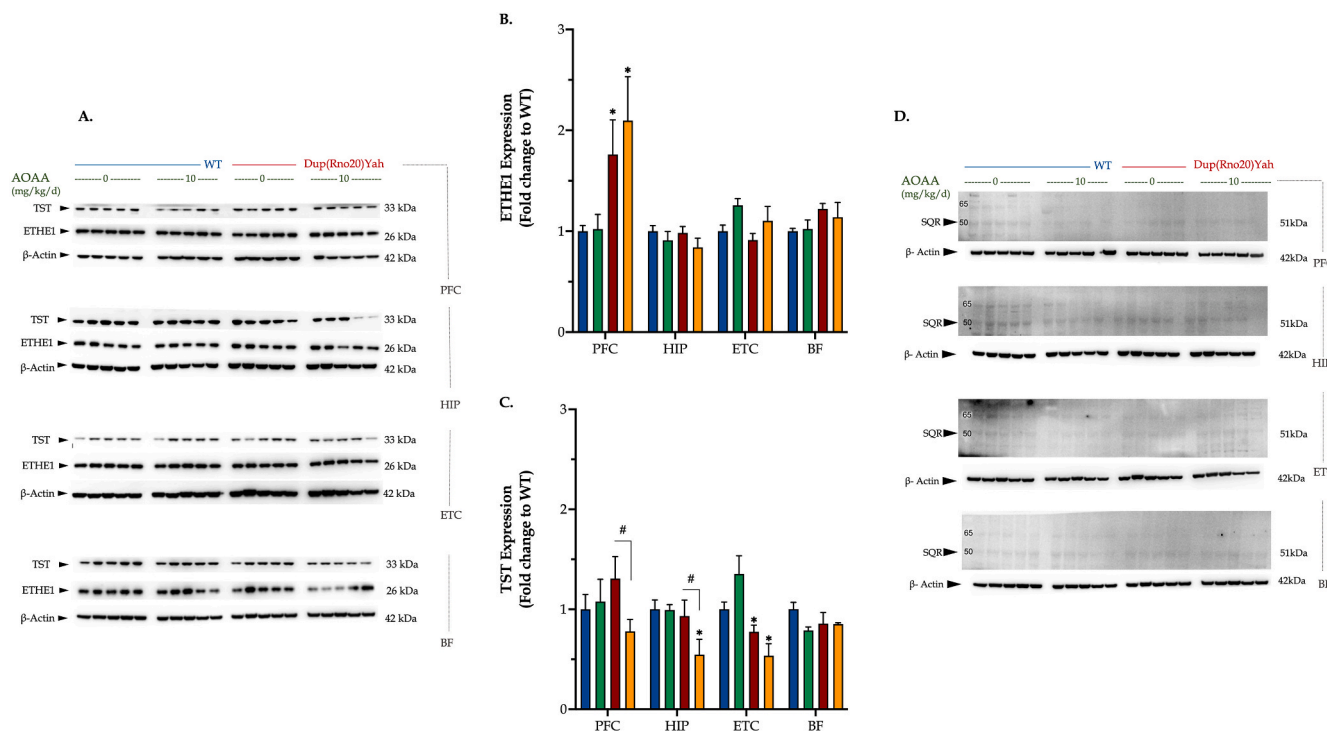 A.
WT Dup(Rno20)Yah
AOAA -------- 0 --------- ------- 10 ------- -------- 0 --------- ------- 10 ---------
(mg/kg/d)
TST 33 kDa
ETHE1 26 kDa
β-Actin 42 kDa
PFC
TST 33 kDa
ETHE1 26 kDa
β-Actin 42 kDa
HIP
TST 33 kDa
ETHE1 26 kDa
β-Actin 42 kDa
ETC
TST 33 kDa
ETHE1 26 kDa
β-Actin 42 kDa
BF
B.
ETHE1 Expression
(Fold change to WT)
3
2
1
0
* *
PFC HIP ETC BF
C.
TST Expression
(Fold change to WT)
3
2
1
0
# # * * *
PFC HIP ETC BF
D.
WT Dup(Rno20)Yah
AOAA -------- 0 -------- ------- 10 ------- -------- 0 -------- ------- 10 ---------
(mg/kg/d)
65
SQR 50 51kDa
β- Actin 42kDa
PFC
65
SQR 50 51kDa
β- Actin 42kDa
HI
65
SQR 50 51kDa
β- Actin 42kDa
ET
65
SQR 50 51kDa
β- Actin 42kDa
B